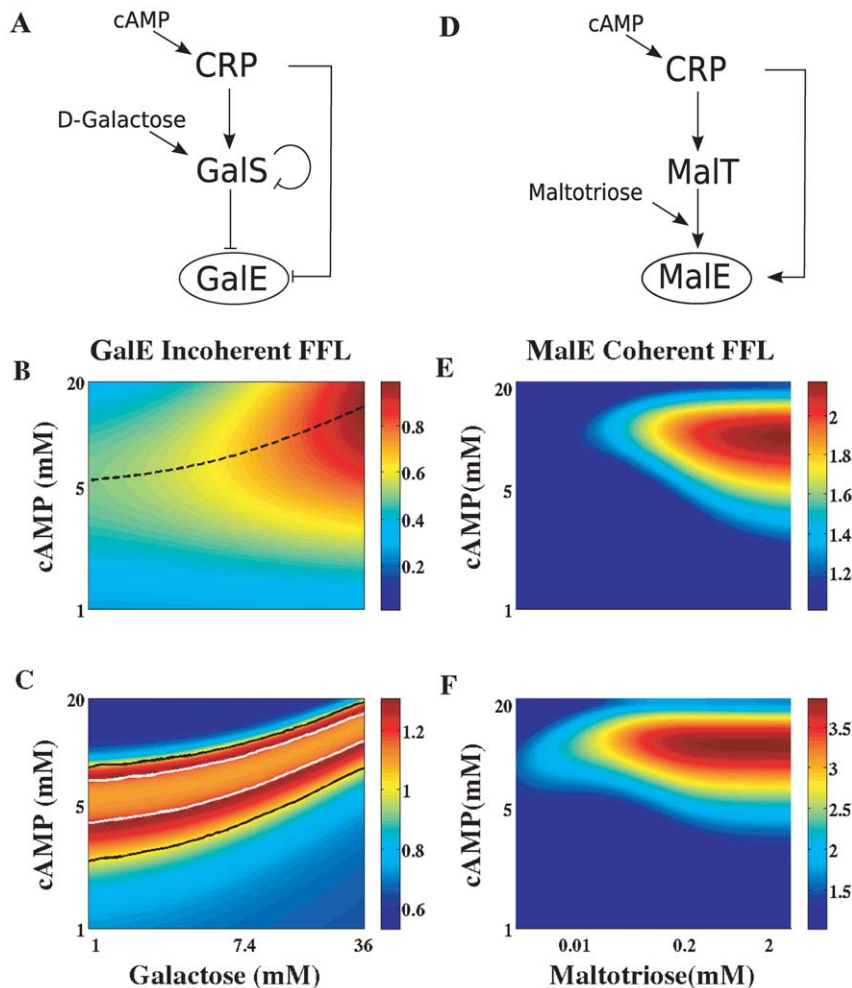 A
cAMP
CRP
D-Galactose
GalS
GalE
D
cAMP
CRP
MalT
Maltotriose
MalE
GalE Incoherent FFL
B
20
5
1
cAMP (mM)
0.8
0.6
0.4
0.2
MalE Coherent FFL
E
20
5
1
cAMP(mM)
2
1.8
1.6
1.4
1.2
C
20
5
1
cAMP (mM)
1.2
1
0.8
0.6
1 7.4 36
Galactose (mM)
F
20
5
1
cAMP(mM)
3.5
3
2.5
2
1.5
0.01 0.2 2
Maltotriose(mM)